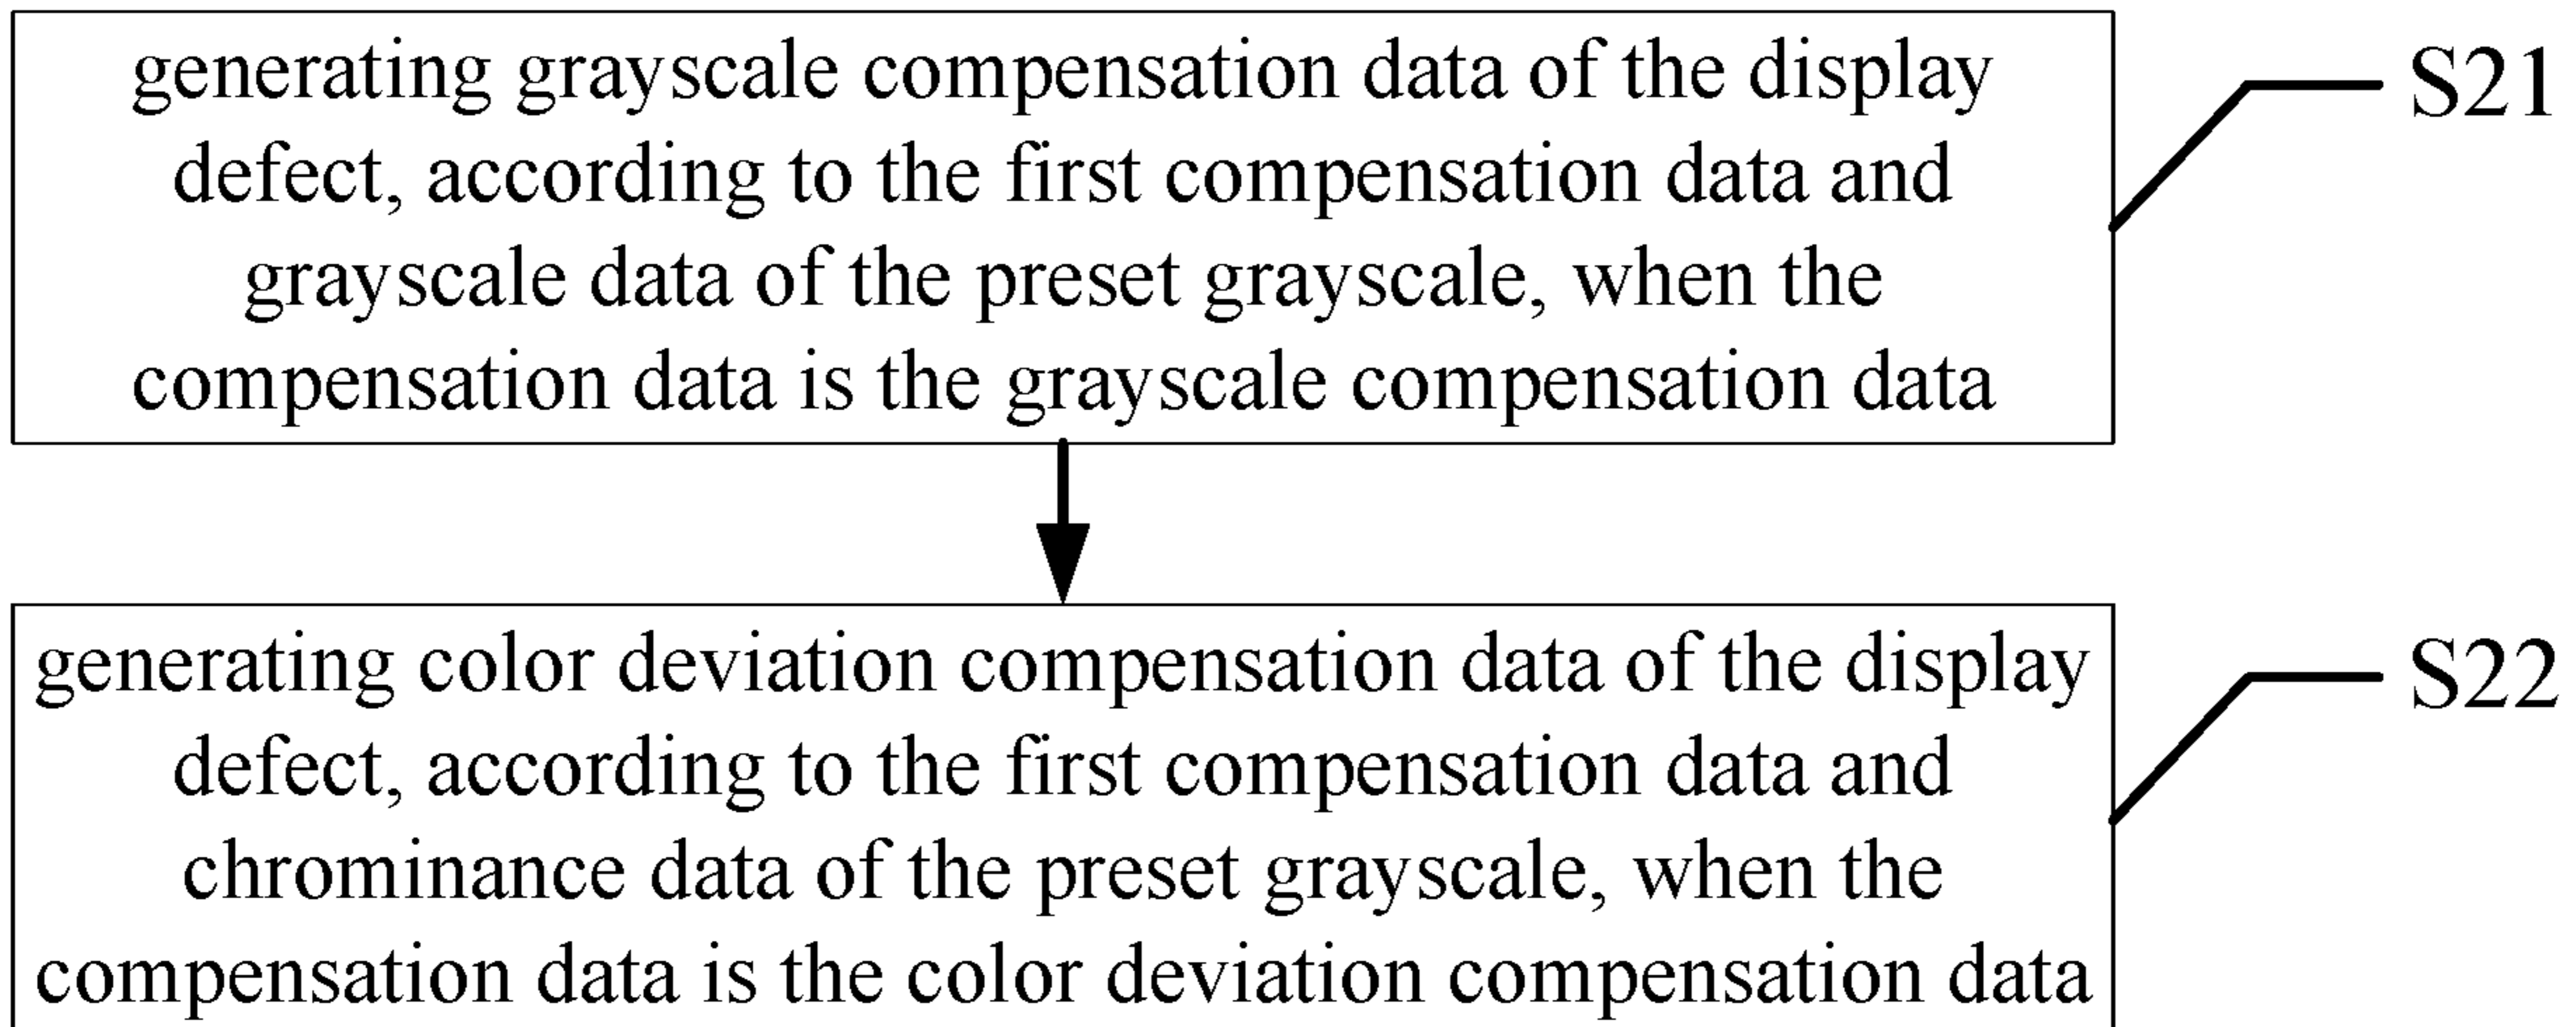 generating grayscale compensation data of the display
defect, according to the first compensation data and
grayscale data of the preset grayscale, when the
compensation data is the grayscale compensation data
S21
generating color deviation compensation data of the display
defect, according to the first compensation data and
chrominance data of the preset grayscale, when the
compensation data is the color deviation compensation data
S22